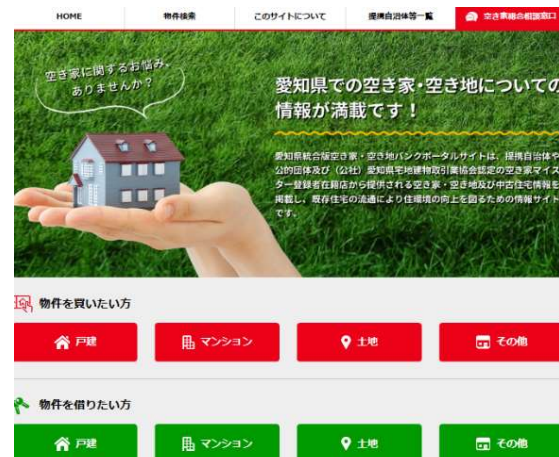 HOME
物件検索
このサイトについて
提携自治体等一覧
空き家総合相談窓口
空き家に関するお悩み、
ありませんか？
愛知県での空き家・空き地についての
情報が満載です！
愛知県統合版空き家・空き地バンクポータルサイトは、提携自治体や
公的団体及び（公社）愛知県宅地建物取引業協会認定の空き家マイス
ター登録者在籍店から提供される空き家・空き地及び中古住宅情報を
掲載し、既存住宅の流通により住環境の向上を図るための情報サイト
です。
物件を買いたい方
戸建
マンション
土地
その他
物件を借りたい方
戸建
マンション
土地
その他